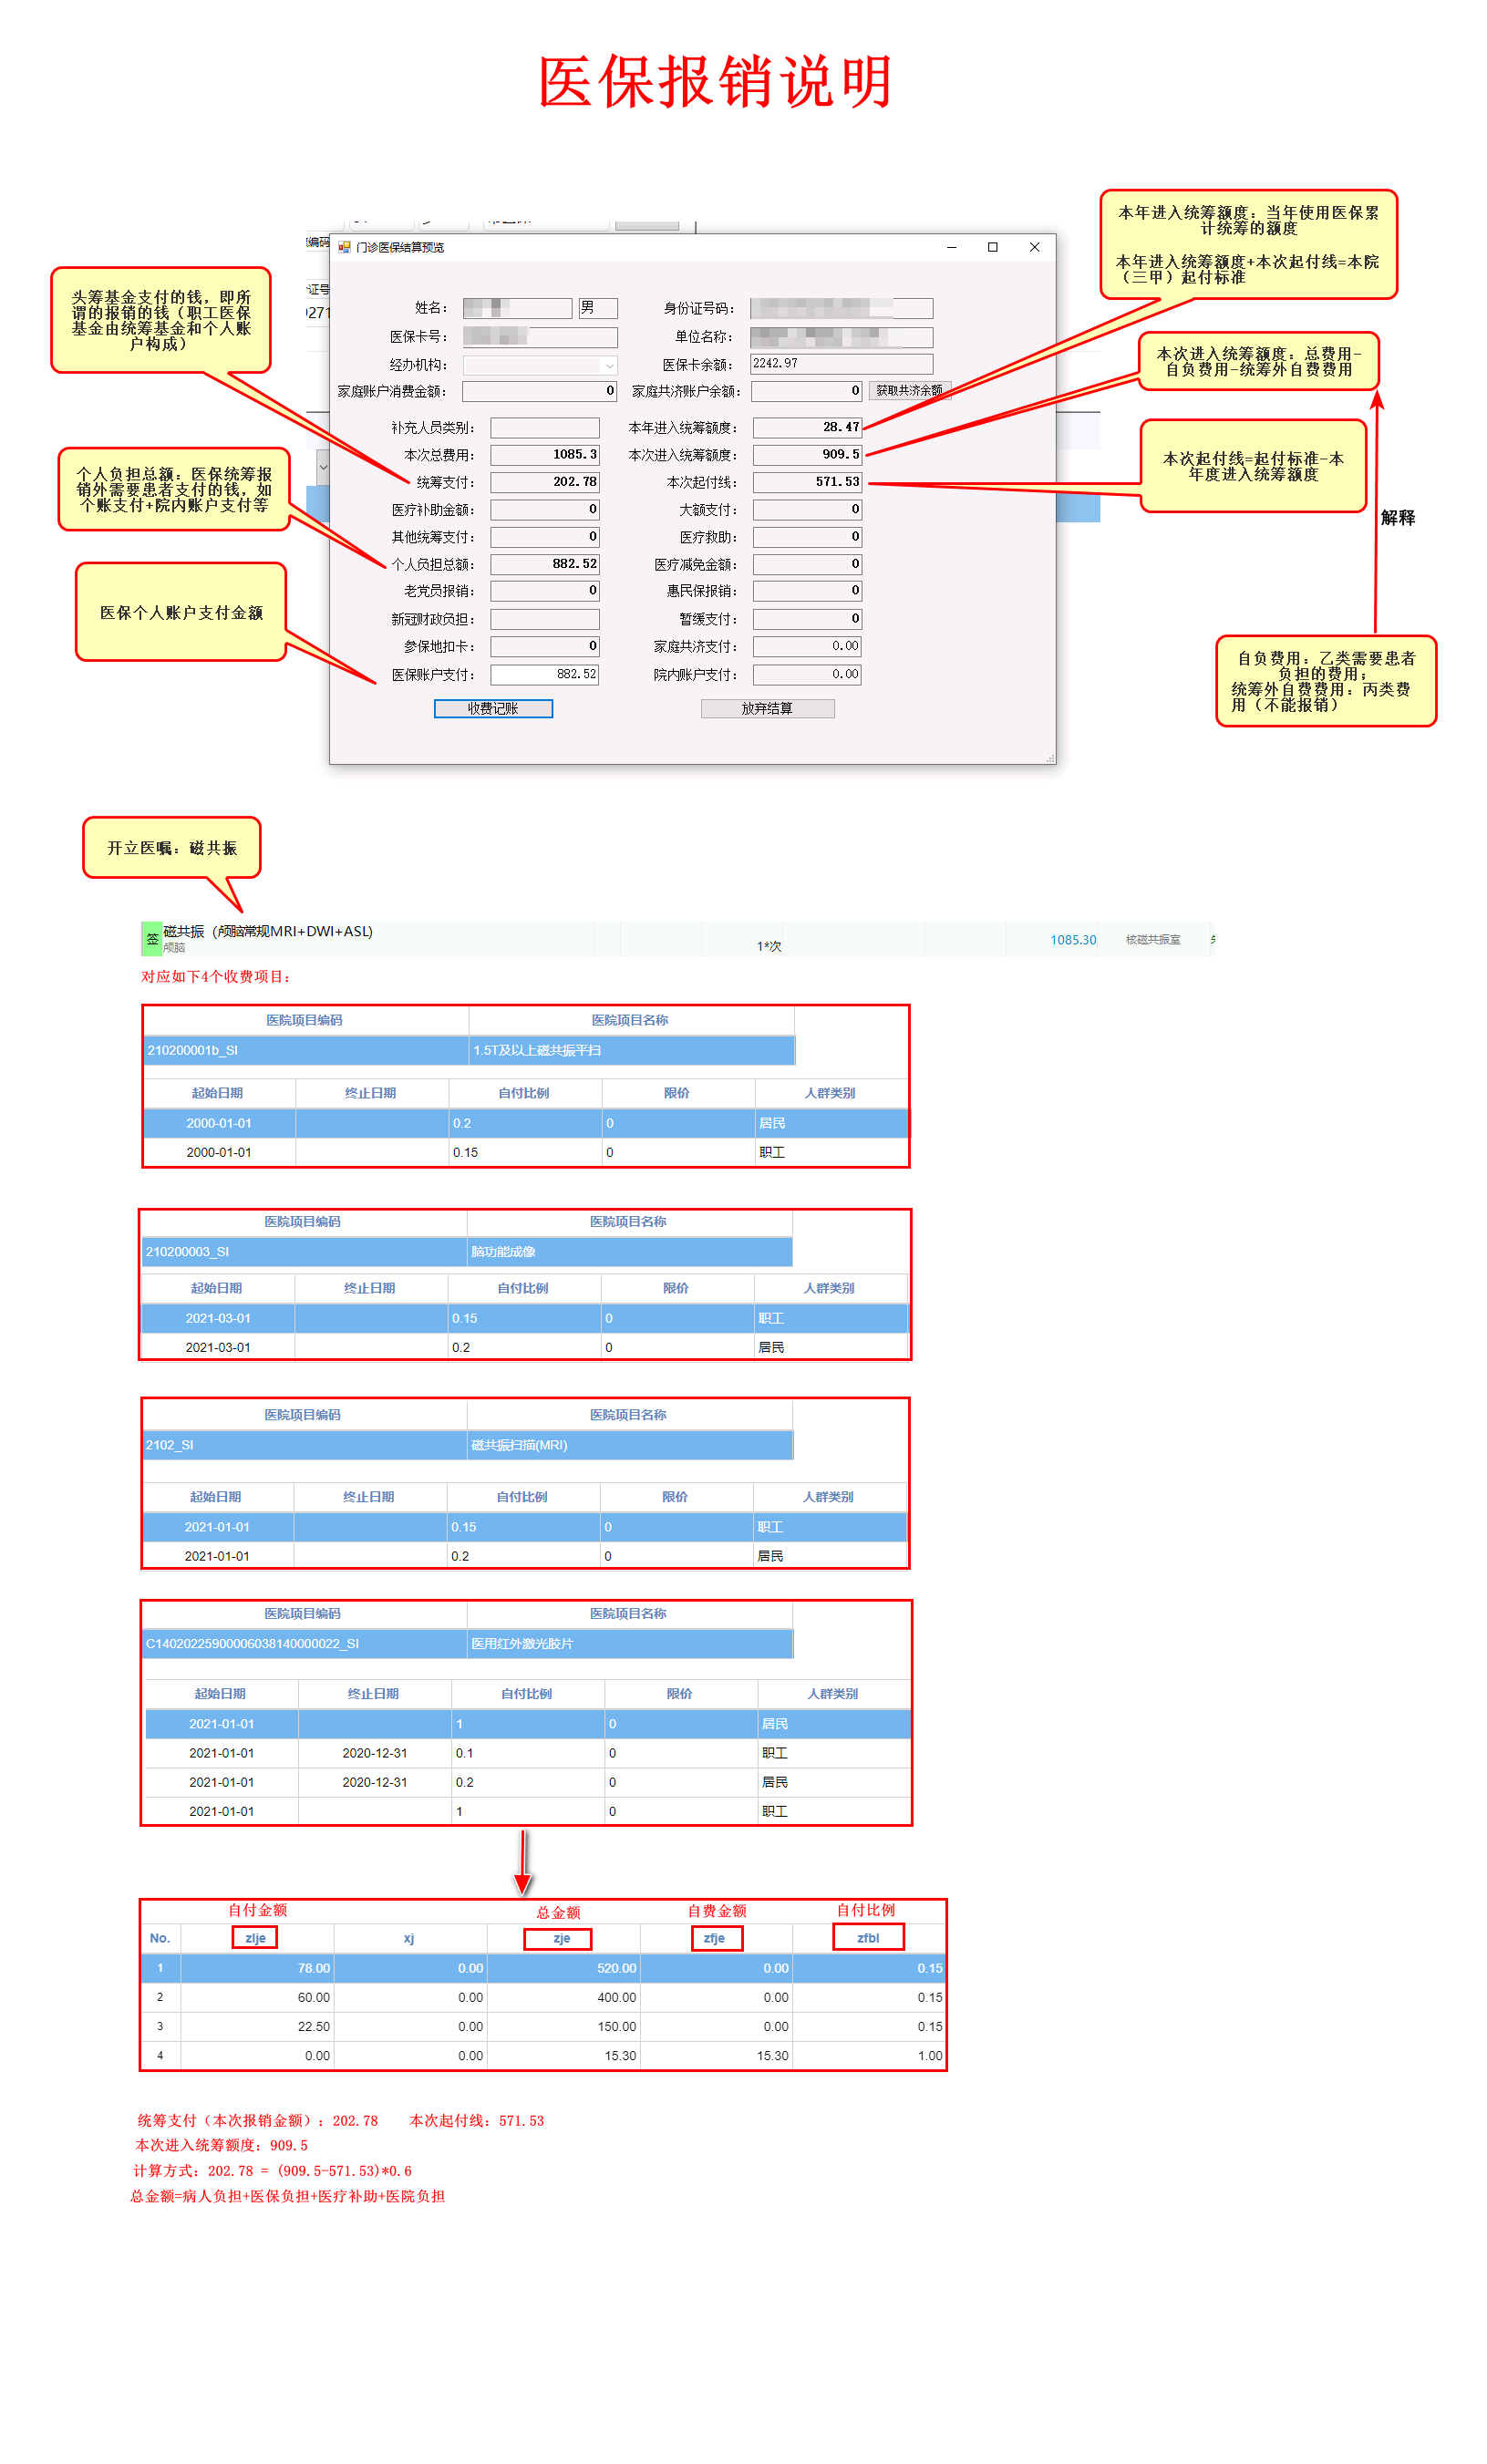 医保报销说明
本年进入统筹额度：当年使用医保累
计统筹的额度
本年进入统筹额度+本次起付线=本院
（三甲）起付标准
头筹基金支付的钱，即所
谓的报销的钱（职工医保
基金由统筹基金和个人账
户构成）
本次进入统筹额度：总费用-
自负费用-统筹外自费费用
个人负担总额：医保统筹报
销外需要患者支付的钱，如
个账支付+院内账户支付等
本次起付线=起付标准-本
年度进入统筹额度
解释
医保个人账户支付金额
自负费用：乙类需要患者
负担的费用；
统筹外自费费用：丙类费
用（不能报销）
编码
证号
0271
门诊医保结算预览
姓名： 男 身份证号码：
医保卡号： 单位名称：
经办机构： 医保卡余额： 2242.97
家庭账户消费金额： 0 家庭共济账户余额： 0 获取共济余额
补充人员类别： 本年进入统筹额度： 28.47
本次总费用： 1085.3 本次进入统筹额度： 909.5
统筹支付： 202.78 本次起付线： 571.53
医疗补助金额： 0 大额支付： 0
其他统筹支付： 0 医疗救助： 0
个人负担总额： 882.52 医疗减免金额： 0
老党员报销： 0 惠民保报销： 0
新冠财政负担： 暂缓支付： 0
参保地扣卡： 0 家庭共济支付： 0.00
医保账户支付： 882.52 院内账户支付： 0.00
收费记账 放弃结算
开立医嘱：磁共振
签 磁共振（颅脑常规MRI+DWI+ASL)
颅脑 1*次 1085.30 核磁共振室
对应如下4个收费项目：
医院项目编码 医院项目名称
210200001b_SI 1.5T及以上磁共振平扫
起始日期 终止日期 自付比例 限价 人群类别
2000-01-01 0.2 0 居民
2000-01-01 0.15 0 职工
医院项目编码 医院项目名称
210200003_SI 脑功能成像
起始日期 终止日期 自付比例 限价 人群类别
2021-03-01 0.15 0 职工
2021-03-01 0.2 0 居民
医院项目编码 医院项目名称
2102_SI 磁共振扫描(MRI)
起始日期 终止日期 自付比例 限价 人群类别
2021-01-01 0.15 0 职工
2021-01-01 0.2 0 居民
医院项目编码 医院项目名称
C14020225900006038140000022_SI 医用红外激光胶片
起始日期 终止日期 自付比例 限价 人群类别
2021-01-01 1 0 居民
2021-01-01 2020-12-31 0.1 0 职工
2021-01-01 2020-12-31 0.2 0 居民
2021-01-01 1 0 职工
自付金额 总金额 自费金额 自付比例
No. zlje xj zje zfje zfbl
1 78.00 0.00 520.00 0.00 0.15
2 60.00 0.00 400.00 0.00 0.15
3 22.50 0.00 150.00 0.00 0.15
4 0.00 0.00 15.30 15.30 1.00
统筹支付（本次报销金额）：202.78 本次起付线：571.53
本次进入统筹额度：909.5
计算方式：202.78 = (909.5-571.53)*0.6
总金额=病人负担+医保负担+医疗补助+医院负担